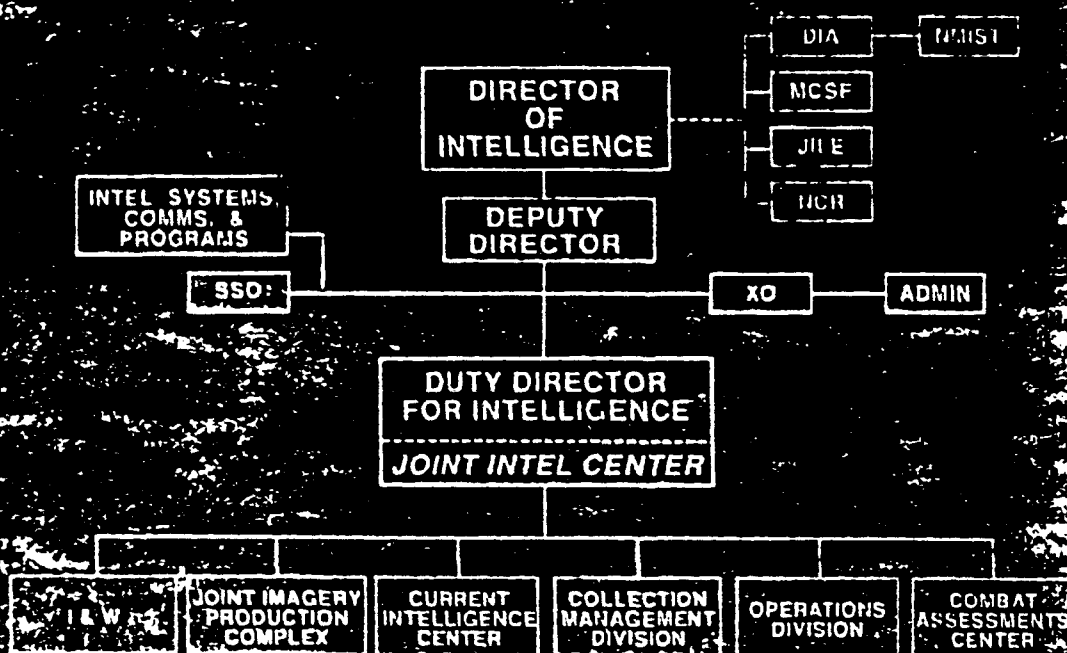 DIA
NMIST
DIRECTOR
OF
INTELLIGENCE
MCSF
JILE
NCR
INTEL SYSTEMS,
COMMS, &
PROGRAMS
DEPUTY
DIRECTOR
SSO
XO
ADMIN
DUTY DIRECTOR
FOR INTELLIGENCE
JOINT INTEL CENTER
I & W
JOINT IMAGERY
PRODUCTION
COMPLEX
CURRENT
INTELLIGENCE
CENTER
COLLECTION
MANAGEMENT
DIVISION
OPERATIONS
DIVISION
COMBAT
ASSESSMENTS
CENTER